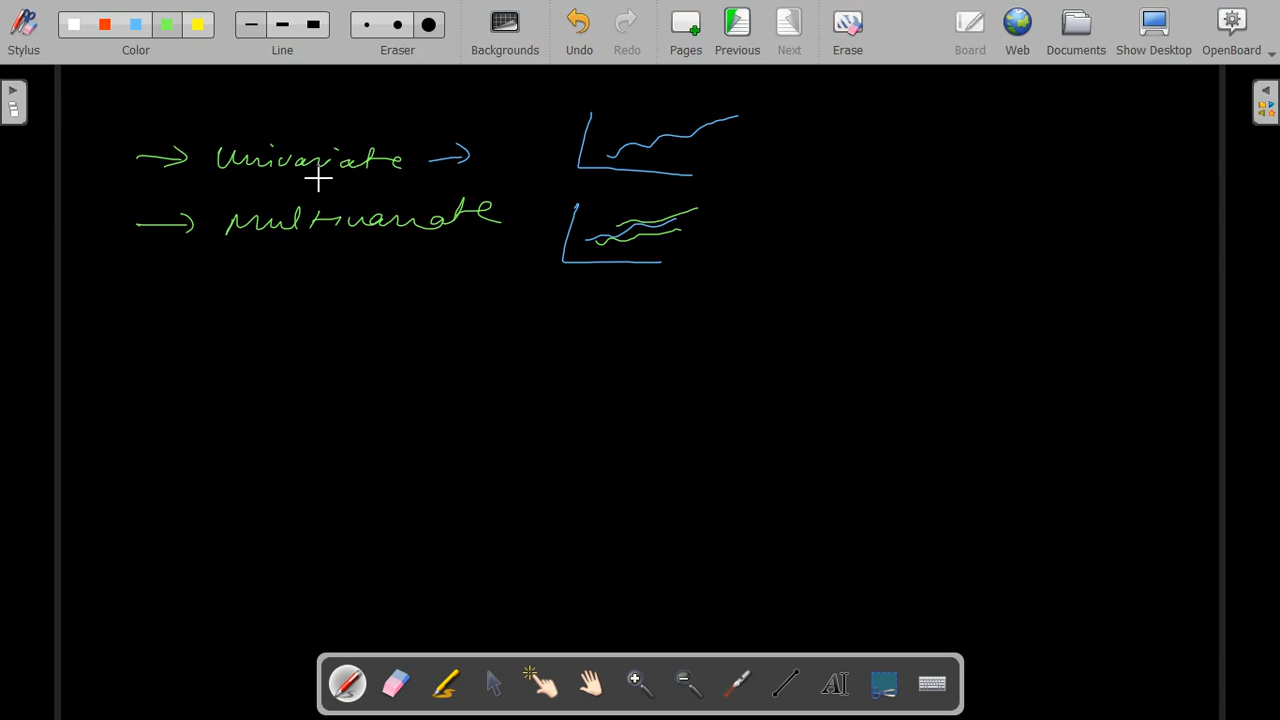 Stylus Color Line Eraser Backgrounds Undo Redo Pages Previous Next Erase Board Web Documents Show Desktop OpenBoard
→ Univariate →
→ Multivariate
AI